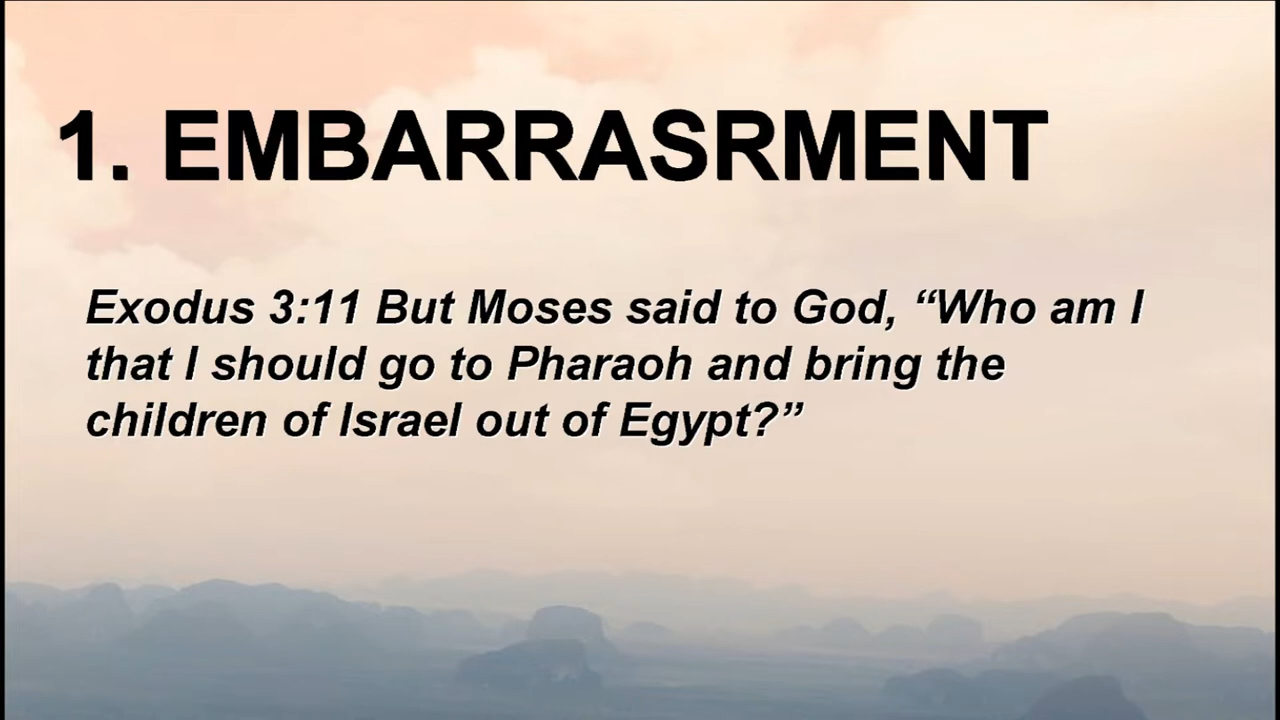 1. EMBARRASRMENT
Exodus 3:11 But Moses said to God, “Who am I
that I should go to Pharaoh and bring the
children of Israel out of Egypt?”